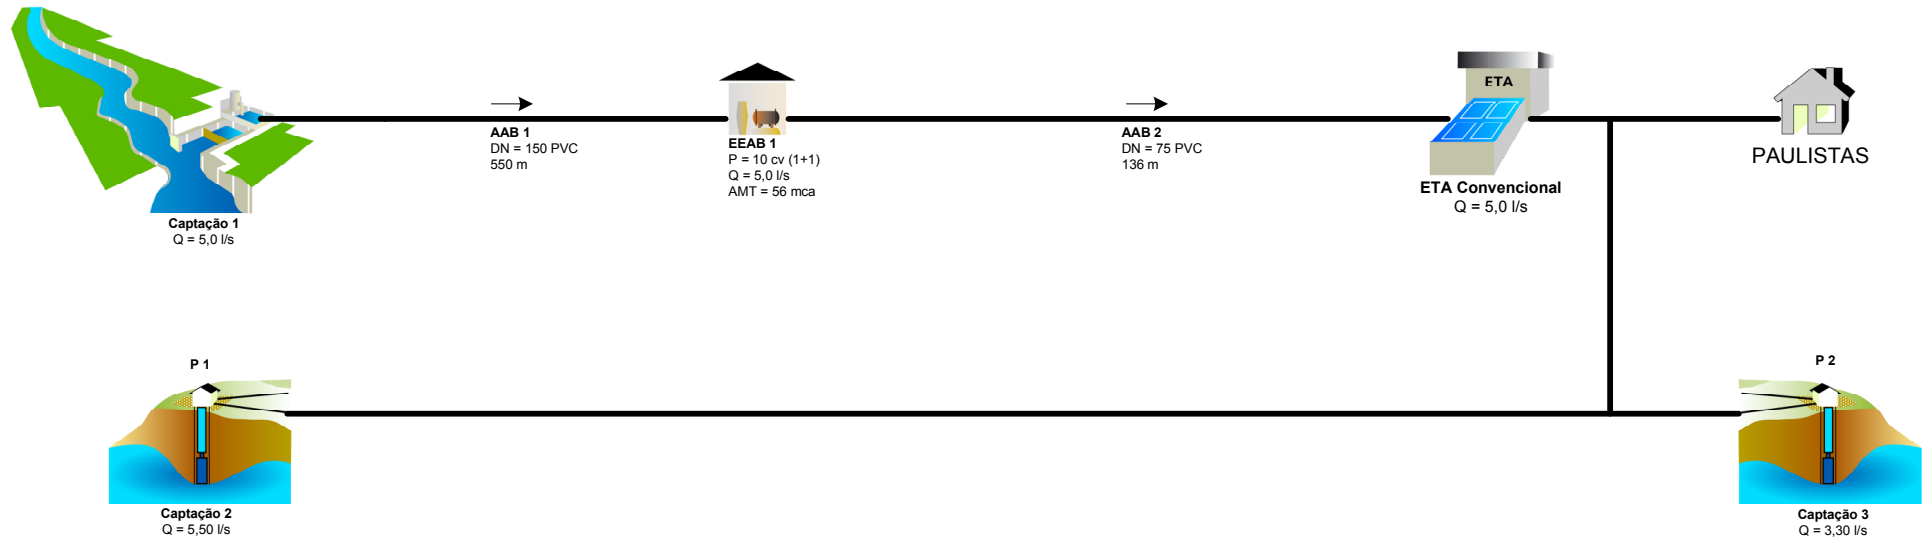 ETA
AAB 1
DN = 150 PVC
550 m
EEAB 1
P = 10 cv (1+1)
Q = 5,0 l/s
AMT = 56 mca
AAB 2
DN = 75 PVC
136 m
PAULISTAS
ETA Convencional
Q = 5,0 l/s
Captação 1
Q = 5,0 l/s
P 1
P 2
Captação 2
Q = 5,50 l/s
Captação 3
Q = 3,30 l/s